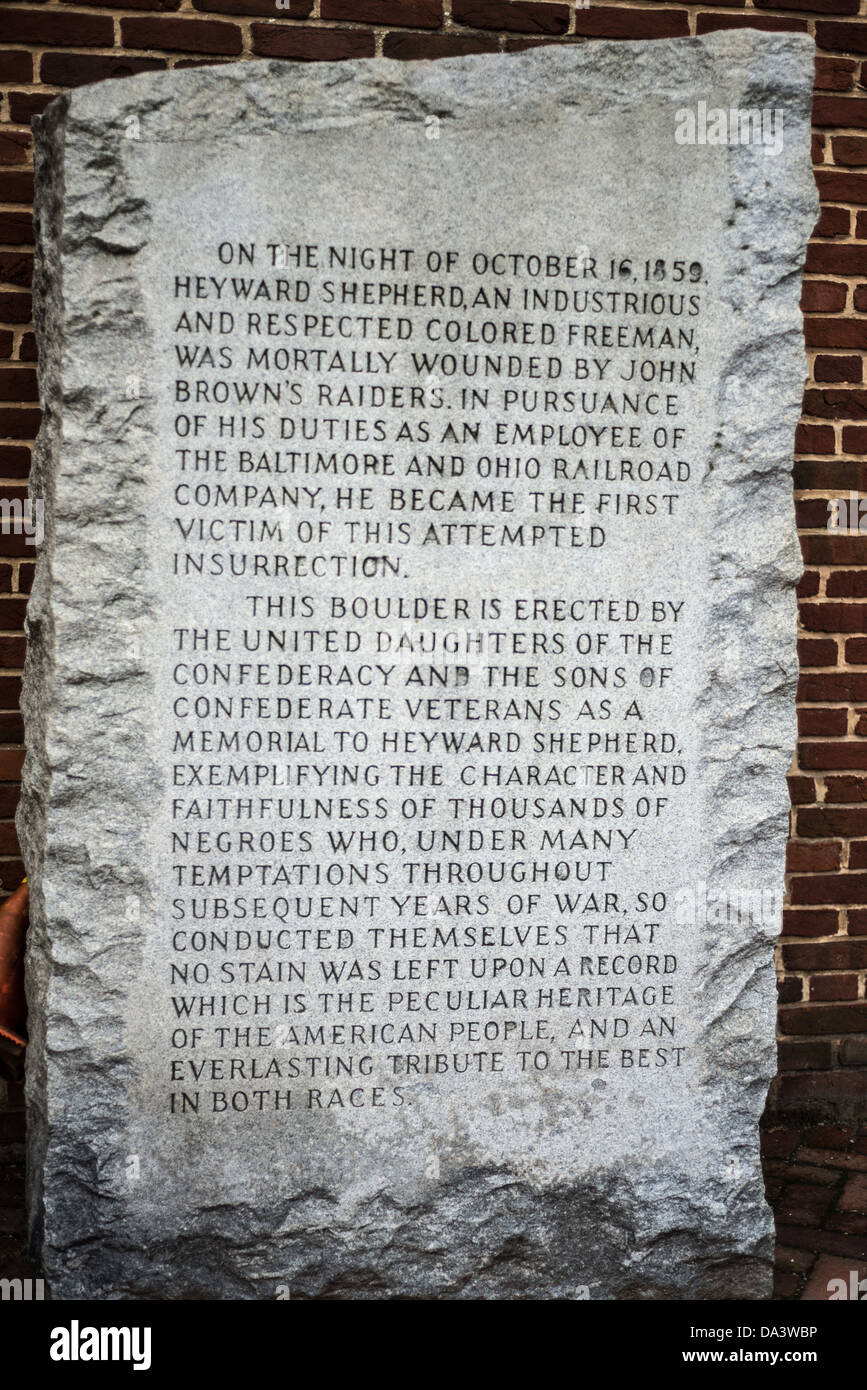 ON THE NIGHT OF OCTOBER 16, 1859,
HEYWARD SHEPHERD, AN INDUSTRIOUS
AND RESPECTED COLORED FREEMAN,
WAS MORTALLY WOUNDED BY JOHN
BROWN'S RAIDERS. IN PURSUANCE
OF HIS DUTIES AS AN EMPLOYEE OF
THE BALTIMORE AND OHIO RAILROAD
COMPANY, HE BECAME THE FIRST
VICTIM OF THIS ATTEMPTED
INSURRECTION.
THIS BOULDER IS ERECTED BY
THE UNITED DAUGHTERS OF THE
CONFEDERACY AND THE SONS OF
CONFEDERATE VETERANS AS A
MEMORIAL TO HEYWARD SHEPHERD,
EXEMPLIFYING THE CHARACTER AND
FAITHFULNESS OF THOUSANDS OF
NEGROES WHO, UNDER MANY
TEMPTATIONS THROUGHOUT
SUBSEQUENT YEARS OF WAR, SO
CONDUCTED THEMSELVES THAT
NO STAIN WAS LEFT UPON A RECORD
WHICH IS THE PECULIAR HERITAGE
OF THE AMERICAN PEOPLE, AND AN
EVERLASTING TRIBUTE TO THE BEST
IN BOTH RACES.
alamy
alamy
a
a
a
a
alamy stock photo
DA3WBP
www.alamy.com